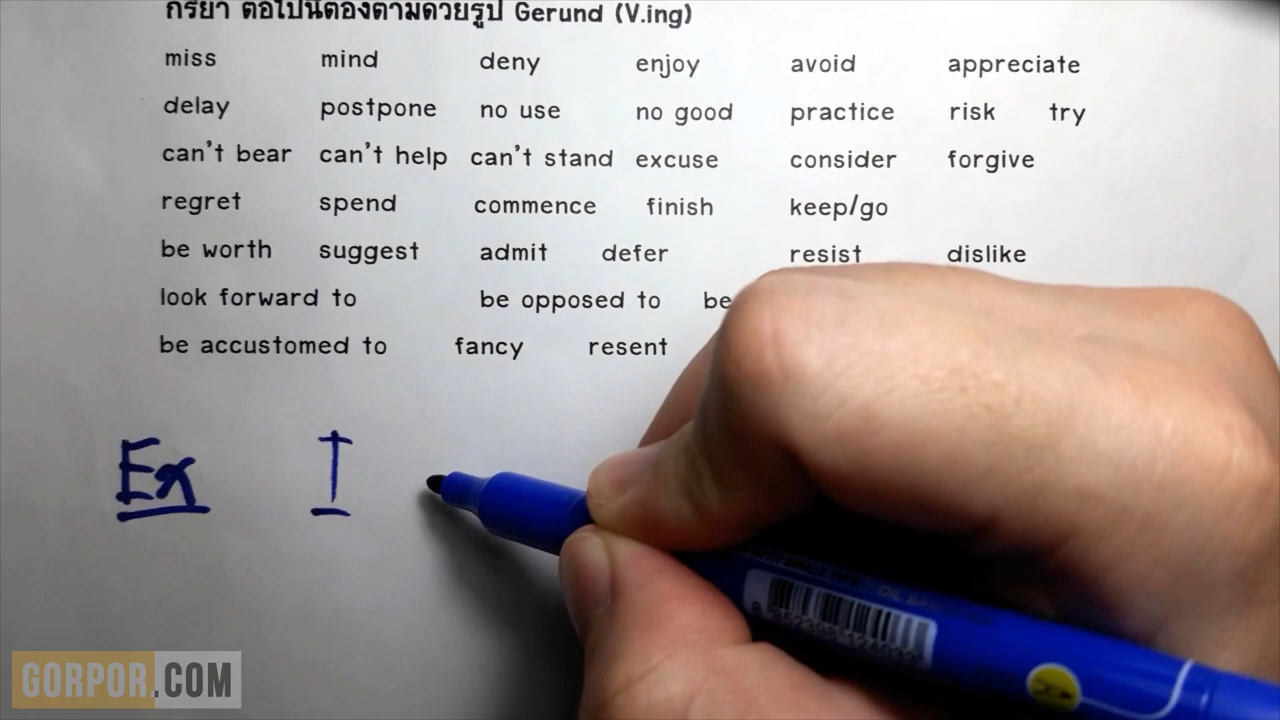 กริยา ต่อไปนี้ต้องตามด้วยรูป Gerund (V.ing)
miss mind deny enjoy avoid appreciate
delay postpone no use no good practice risk try
can't bear can't help can't stand excuse consider forgive
regret spend commence finish keep/go
be worth suggest admit defer resist dislike
look forward to be opposed to be
be accustomed to fancy resent
Ex I
GORPOR.COM